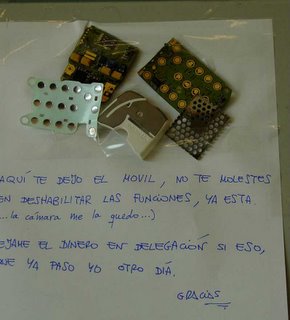 AQUÍ TE DEJO EL MOVIL, NO TE MOLESTES
EN DESHABILITAR LAS FUNCIONES, YA ESTA.
(...la cámara me la quedo...)
EJAME EL DINERO EN DELEGACIÓN SI ESO,
QUE YA PASO YO OTRO DÍA.
GRACIAS